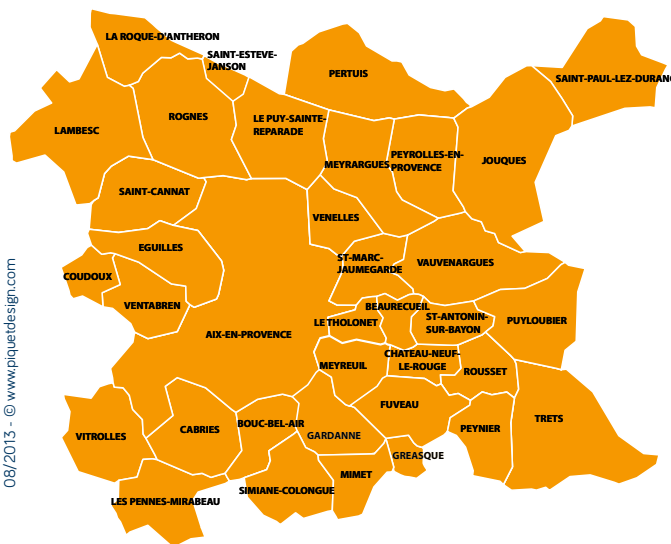 LA ROQUE-D'ANTHERON
SAINT-ESTEVE-
JANSON
PERTUIS
SAINT-PAUL-LEZ-DURANC
LAMBESC
ROGNES
LE PUY-SAINTE-
REPARADE
MEYRARGUES
PEYROLLES-EN-
PROVENCE
JOUQUES
SAINT-CANNAT
VENELLES
EGUILLES
ST-MARC-
JAUMEGARDE
VAUVENARGUES
COUDOUX
VENTABREN
AIX-EN-PROVENCE
BEAURECUEIL
LE THOLONET
ST-ANTONIN-
SUR-BAYON
PUYLOUBIER
MEYREUIL
CHATEAU-NEUF-
LE-ROUGE
ROUSSET
FUVEAU
TRETS
VITROLLES
CABRIES
BOUC-BEL-AIR
GARDANNE
PEYNIER
GREASQUE
MIMET
SIMIANE-COLONGUE
LES PENNES-MIRABEAU
08/2013 - © www.piquetdesign.com